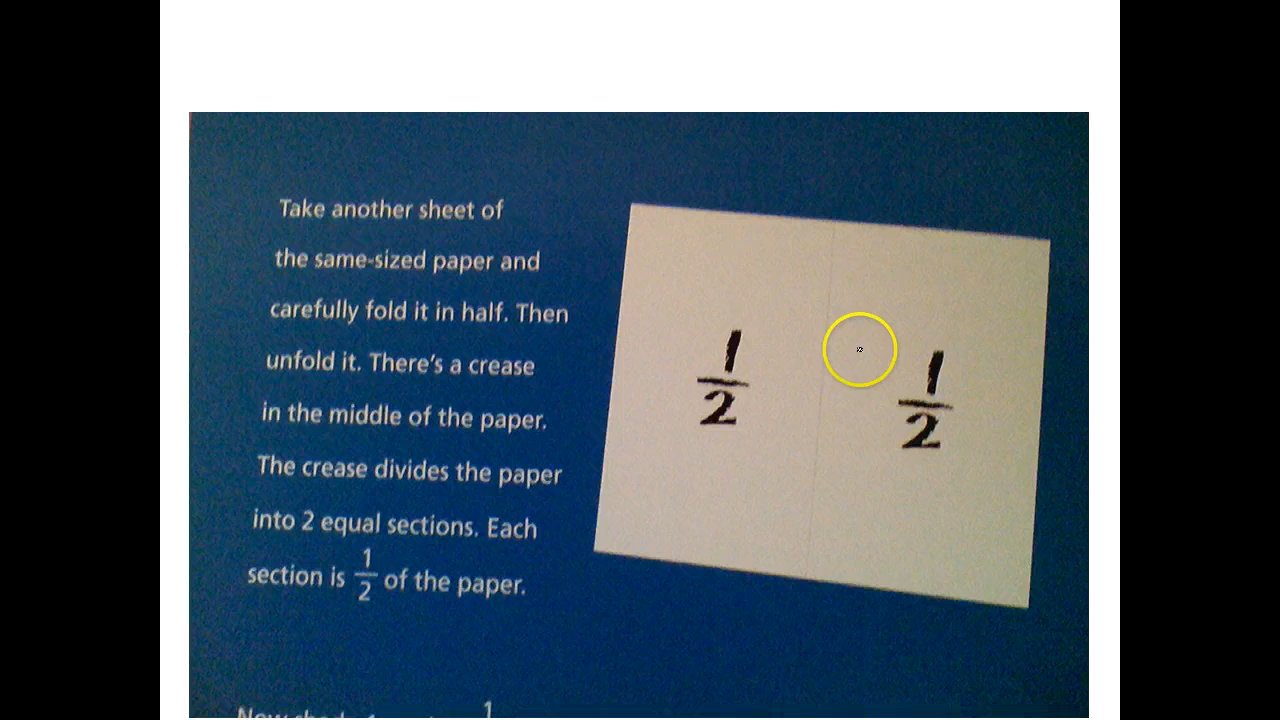 Take another sheet of
the same-sized paper and
carefully fold it in half. Then
unfold it. There's a crease
in the middle of the paper.
The crease divides the paper
into 2 equal sections. Each
section is 1/2 of the paper.
1/2 1/2